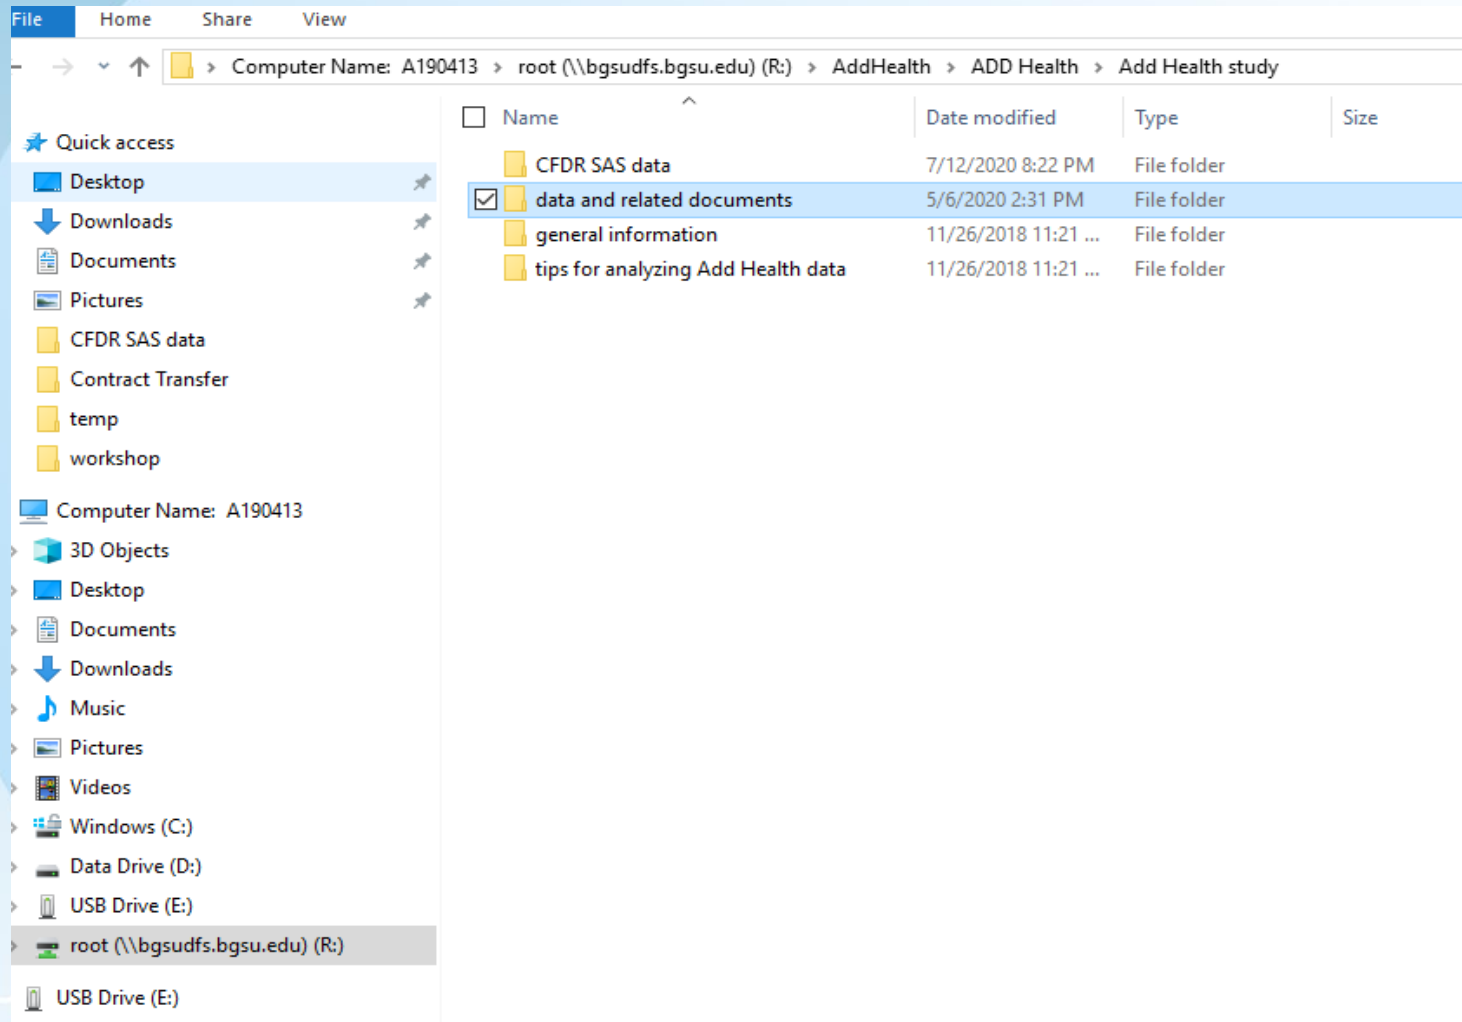 File Home Share View
Computer Name: A190413 › root (\\bgsudfs.bgsu.edu) (R:) › AddHealth › ADD Health › Add Health study
Name Date modified Type Size
CFDR SAS data 7/12/2020 8:22 PM File folder
data and related documents 5/6/2020 2:31 PM File folder
general information 11/26/2018 11:21 ... File folder
tips for analyzing Add Health data 11/26/2018 11:21 ... File folder
Quick access
Desktop
Downloads
Documents
Pictures
CFDR SAS data
Contract Transfer
temp
workshop
Computer Name: A190413
3D Objects
Desktop
Documents
Downloads
Music
Pictures
Videos
Windows (C:)
Data Drive (D:)
USB Drive (E:)
root (\\bgsudfs.bgsu.edu) (R:)
USB Drive (E:)